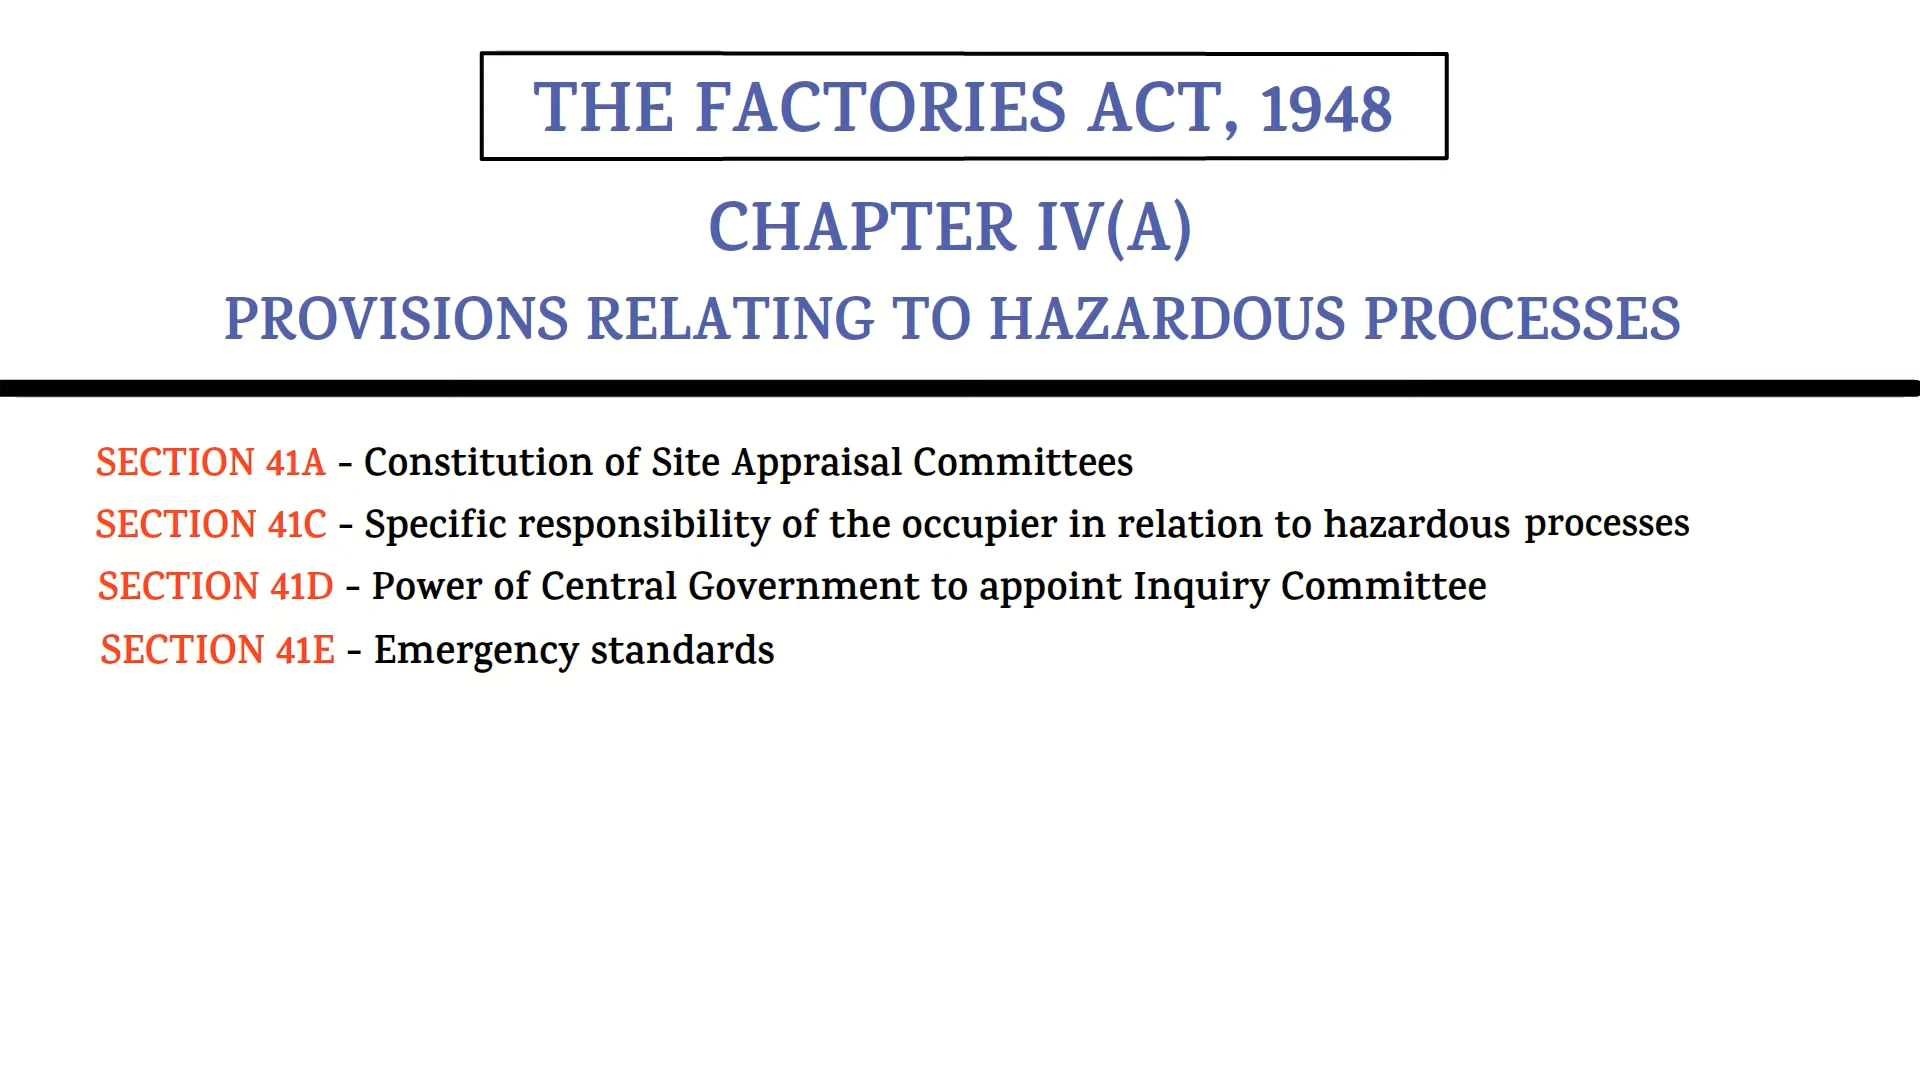 THE FACTORIES ACT, 1948
CHAPTER IV(A)
PROVISIONS RELATING TO HAZARDOUS PROCESSES
SECTION 41A - Constitution of Site Appraisal Committees
SECTION 41C - Specific responsibility of the occupier in relation to hazardous processes
SECTION 41D - Power of Central Government to appoint Inquiry Committee
SECTION 41E - Emergency standards